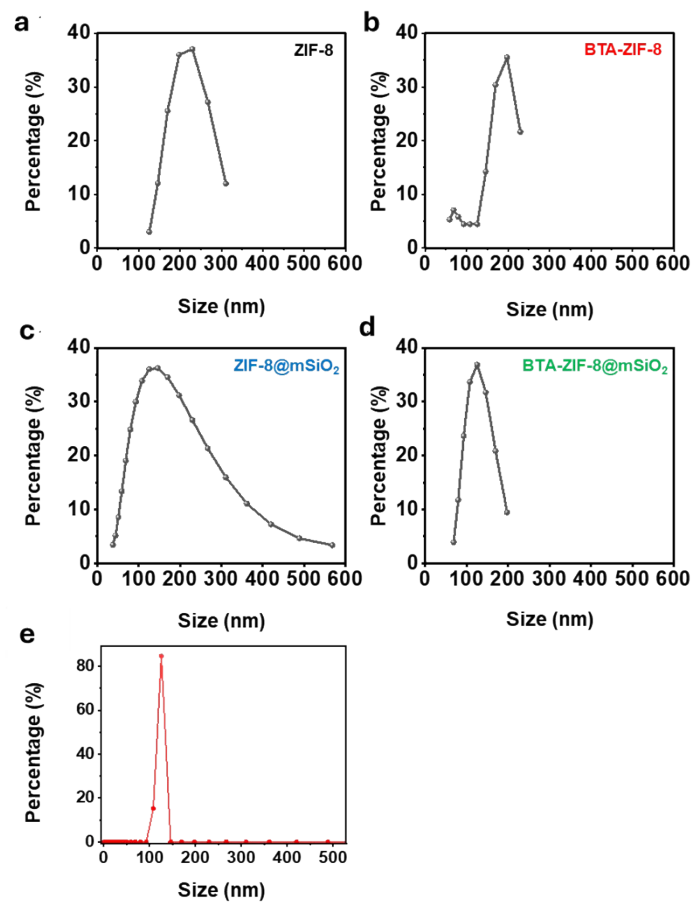 a
ZIF-8
40
30
20
10
0
Percentage (%)
0 100 200 300 400 500 600
Size (nm)
b
BTA-ZIF-8
40
30
20
10
0
Percentage (%)
0 100 200 300 400 500 600
Size (nm)
c
ZIF-8@mSiO₂
40
30
20
10
0
Percentage (%)
0 100 200 300 400 500 600
Size (nm)
d
BTA-ZIF-8@mSiO₂
40
30
20
10
0
Percentage (%)
0 100 200 300 400 500 600
Size (nm)
e
80
60
40
20
0
Percentage (%)
0 100 200 300 400 500
Size (nm)